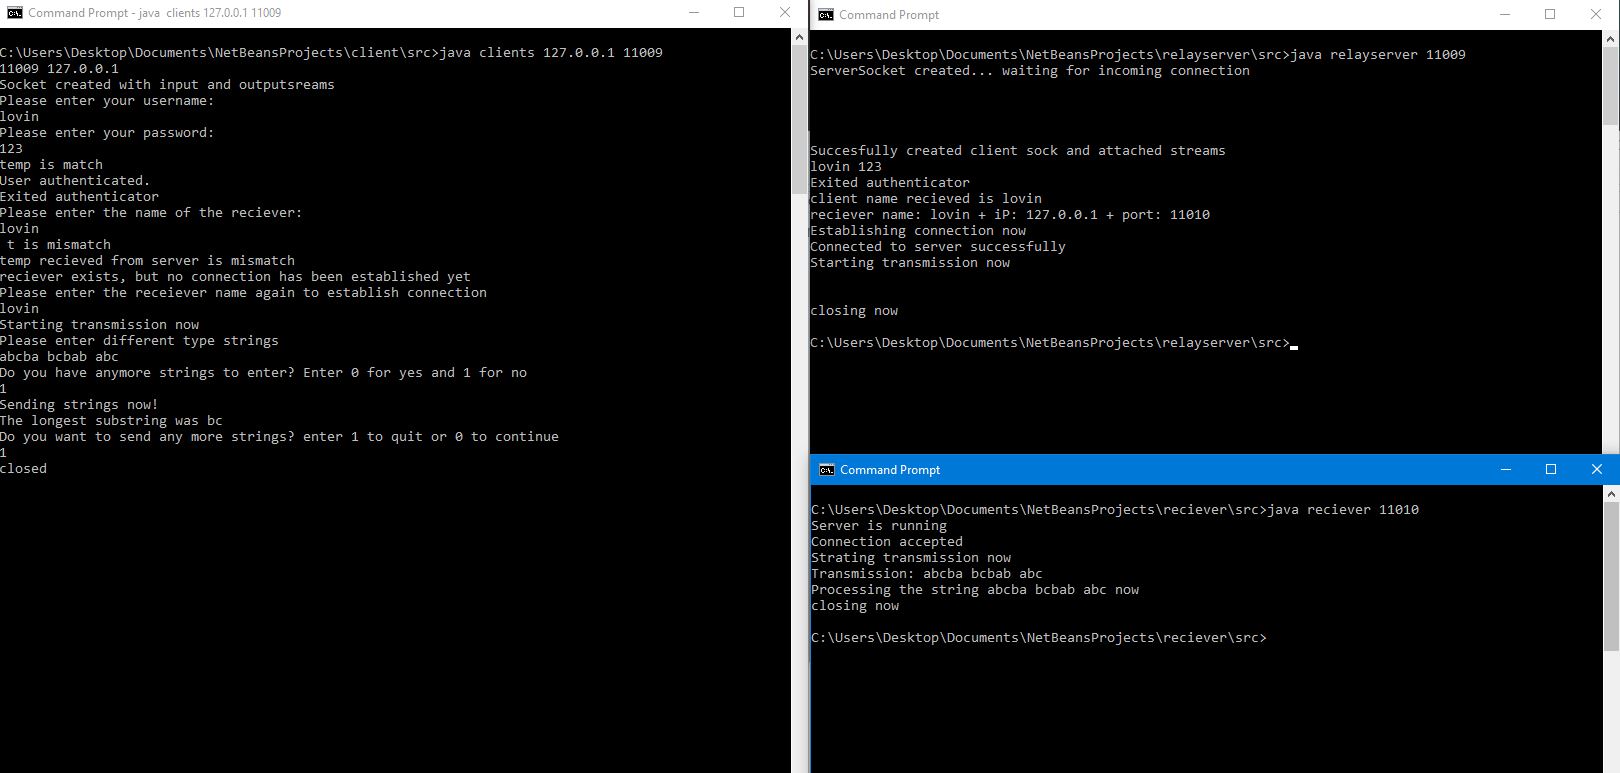 Command Prompt - java  clients 127.0.0.1 11009
C:\Users\Desktop\Documents\NetBeansProjects\client\src>java clients 127.0.0.1 11009
11009 127.0.0.1
Socket created with input and outputsreams
Please enter your username:
lovin
Please enter your password:
123
temp is match
User authenticated.
Exited authenticator
Please enter the name of the reciever:
lovin
 t is mismatch
temp recieved from server is mismatch
reciever exists, but no connection has been established yet
Please enter the receiever name again to establish connection
lovin
Starting transmission now
Please enter different type strings
abcba bcbab abc
Do you have anymore strings to enter? Enter 0 for yes and 1 for no
1
Sending strings now!
The longest substring was bc
Do you want to send any more strings? enter 1 to quit or 0 to continue
1
closed
Command Prompt
C:\Users\Desktop\Documents\NetBeansProjects\relayserver\src>java relayserver 11009
ServerSocket created... waiting for incoming connection
Succesfully created client sock and attached streams
lovin 123
Exited authenticator
client name recieved is lovin
reciever name: lovin + iP: 127.0.0.1 + port: 11010
Establishing connection now
Connected to server successfully
Starting transmission now
closing now
C:\Users\Desktop\Documents\NetBeansProjects\relayserver\src>
Command Prompt
C:\Users\Desktop\Documents\NetBeansProjects\reciever\src>java reciever 11010
Server is running
Connection accepted
Strating transmission now
Transmission: abcba bcbab abc
Processing the string abcba bcbab abc now
closing now
C:\Users\Desktop\Documents\NetBeansProjects\reciever\src>